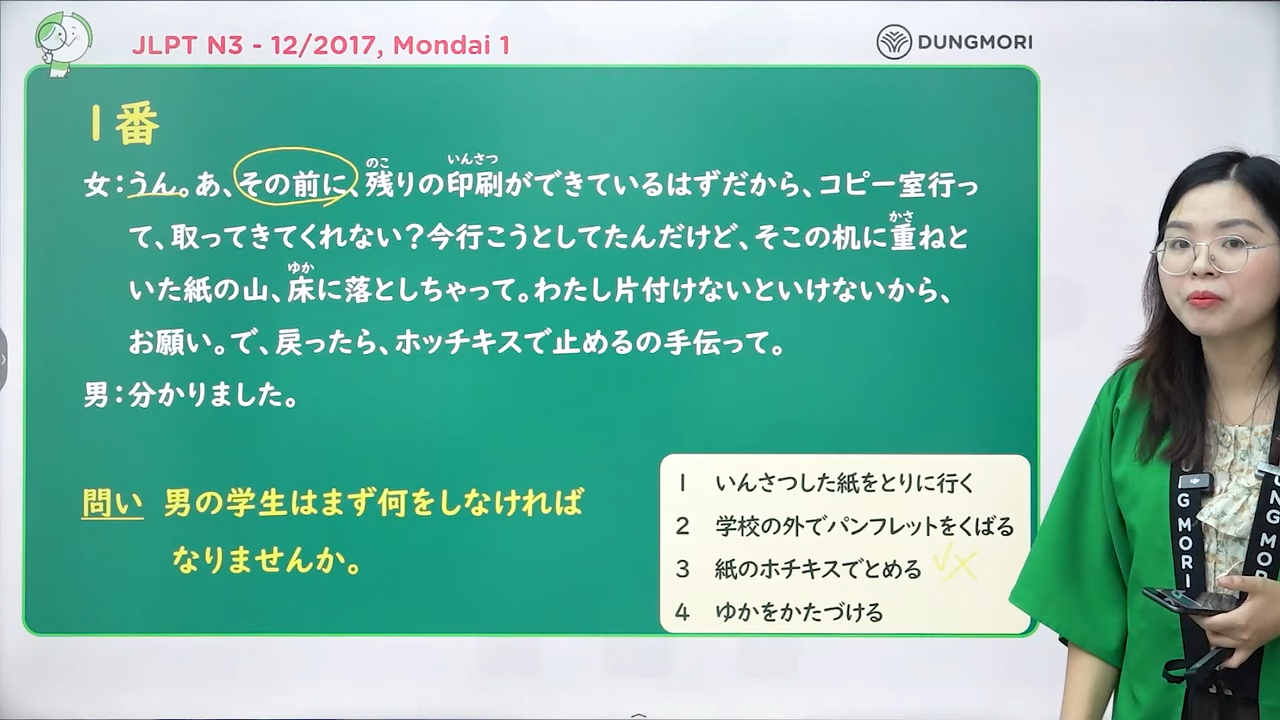 JLPT N3 - 12/2017, Mondai 1
DUNGMORI
1番
女：うん。あ、その前に、残りの印刷ができているはずだから、コピー室行っ
のこ
いんさつ
て、取ってきてくれない？今行こうとしてたんだけど、そこの机に重ねと
かさ
いた紙の山、床に落としちゃって。わたし片付けないといけないから、
ゆか
お願い。で、戻ったら、ホッチキスで止めるの手伝って。
男：分かりました。
問い 男の学生はまず何をしなければ
なりませんか。
1 いんさつした紙をとりに行く
2 学校の外でパンフレットをくばる
3 紙のホチキスでとめる
4 ゆかをかたづける